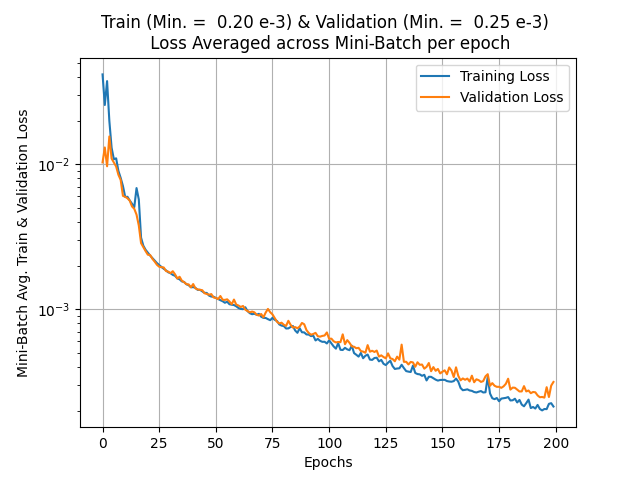 Train (Min. =  0.20 e-3) & Validation (Min. =  0.25 e-3)
Loss Averaged across Mini-Batch per epoch
Training Loss
Validation Loss
Mini-Batch Avg. Train & Validation Loss
10⁻²
10⁻³
0 25 50 75 100 125 150 175 200
Epochs